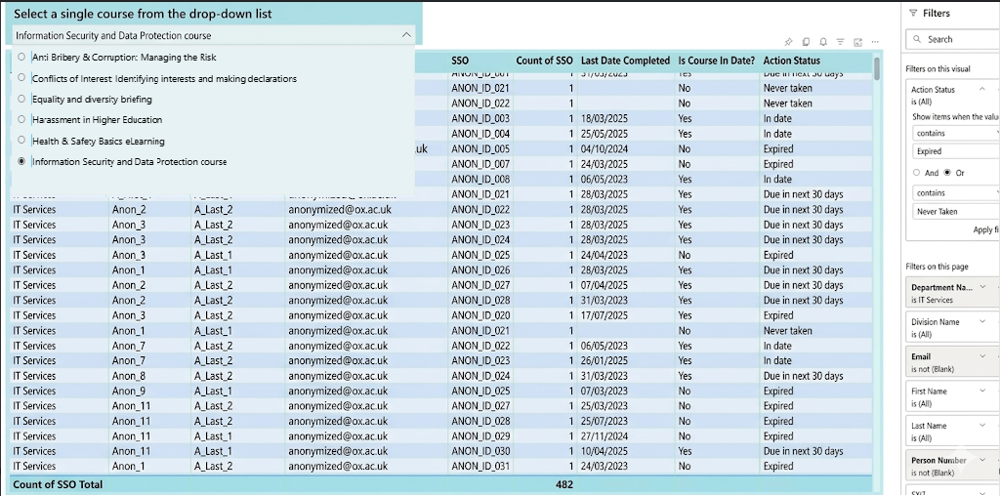 Select a single course from the drop-down list
Information Security and Data Protection course
Anti Bribery & Corruption: Managing the Risk
Conflicts of Interest Identifying interests and making declarations
Equality and diversity briefing
Harassment in Higher Education
Health & Safety Basics eLearning
Information Security and Data Protection course
SSO Count of SSO Last Date Completed Is Course In Date? Action Status
ANON_ID_001 1 31/03/2023 Yes Due in next 30 days
ANON_ID_021 1 No Never taken
ANON_ID_022 1 No Never taken
ANON_ID_003 1 18/03/2025 Yes In date
ANON_ID_004 1 25/05/2025 Yes In date
uk ANON_ID_005 1 04/10/2024 No Expired
ANON_ID_007 1 24/03/2025 No Expired
ANON_ID_008 1 06/05/2023 Yes In date
ANON_ID_021 1 28/03/2025 Yes Due in next 30 days
IT Services Anon_2 A_Last_2 anonymized@ox.ac.uk ANON_ID_022 1 28/03/2025 Yes Due in next 30 days
IT Services Anon_3 A_Last_2 anonymized@ox.ac.uk ANON_ID_023 1 28/03/2025 Yes Due in next 30 days
IT Services Anon_3 A_Last_2 anonymized@ox.ac.uk ANON_ID_024 1 28/03/2025 Yes Due in next 30 days
IT Services Anon_3 A_Last_1 anonymized@ox.ac.uk ANON_ID_025 1 24/04/2023 No Expired
IT Services Anon_1 A_Last_1 anonymized@ox.ac.uk ANON_ID_026 1 28/03/2025 Yes Due in next 30 days
IT Services Anon_2 A_Last_2 anonymized@ox.ac.uk ANON_ID_027 1 07/04/2025 Yes Due in next 30 days
IT Services Anon_2 A_Last_2 anonymized@ox.ac.uk ANON_ID_028 1 31/03/2023 Yes Due in next 30 days
IT Services Anon_3 A_Last_2 anonymized@ox.ac.uk ANON_ID_020 1 17/07/2025 Yes Expired
IT Services Anon_1 A_Last_1 anonymized@ox.ac.uk ANON_ID_021 1 No Never taken
IT Services Anon_7 A_Last_2 anonymized@ox.ac.uk ANON_ID_022 1 06/05/2023 Yes In date
IT Services Anon_7 A_Last_2 anonymized@ox.ac.uk ANON_ID_023 1 26/01/2025 Yes In date
IT Services Anon_8 A_Last_2 anonymized@ox.ac.uk ANON_ID_024 1 31/03/2023 Yes Due in next 30 days
IT Services Anon_9 A_Last_1 anonymized@ox.ac.uk ANON_ID_025 1 07/03/2023 No Expired
IT Services Anon_11 A_Last_2 anonymized@ox.ac.uk ANON_ID_027 1 25/03/2023 No Expired
IT Services Anon_11 A_Last_2 anonymized@ox.ac.uk ANON_ID_028 1 25/07/2023 No Expired
IT Services Anon_11 A_Last_1 anonymized@ox.ac.uk ANON_ID_029 1 27/11/2024 No Expired
IT Services Anon_11 A_Last_1 anonymized@ox.ac.uk ANON_ID_030 1 10/04/2025 Yes Due in next 30 days
IT Services Anon_1 A_Last_2 anonymized@ox.ac.uk ANON_ID_031 1 24/03/2023 No Expired
Count of SSO Total 482
Filters
Search
Filters on this visual
Action Status
is (All)
Show items when the valu
contains
Expired
And Or
contains
Never Taken
Apply fi
Filters on this page
Department Na...
is IT Services
Division Name
is (All)
Email
is not (Blank)
First Name
is (All)
Last Name
is (All)
Person Number
is not (Blank)